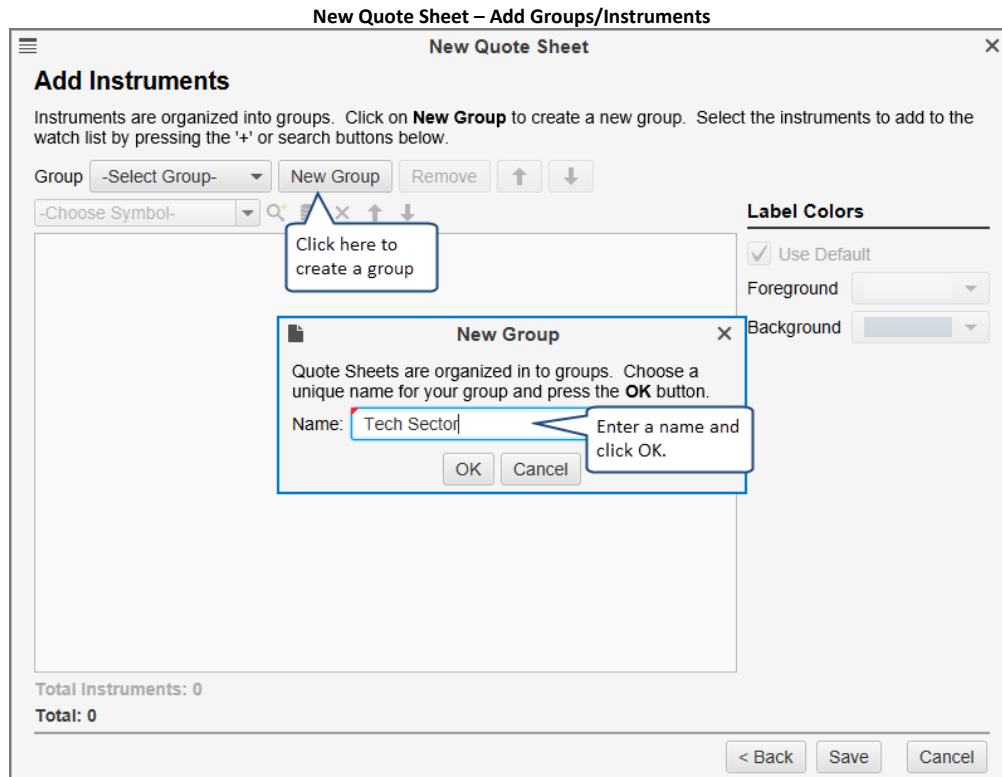 New Quote Sheet – Add Groups/Instruments
New Quote Sheet
Add Instruments
Instruments are organized into groups. Click on New Group to create a new group. Select the instruments to add to the
watch list by pressing the '+' or search buttons below.
Group -Select Group- New Group Remove
-Choose Symbol-
Label Colors
Click here to
create a group
Use Default
Foreground
Background
New Group
Quote Sheets are organized in to groups. Choose a
unique name for your group and press the OK button.
Name: Tech Sector
Enter a name and
click OK.
OK Cancel
Total Instruments: 0
Total: 0
< Back Save Cancel